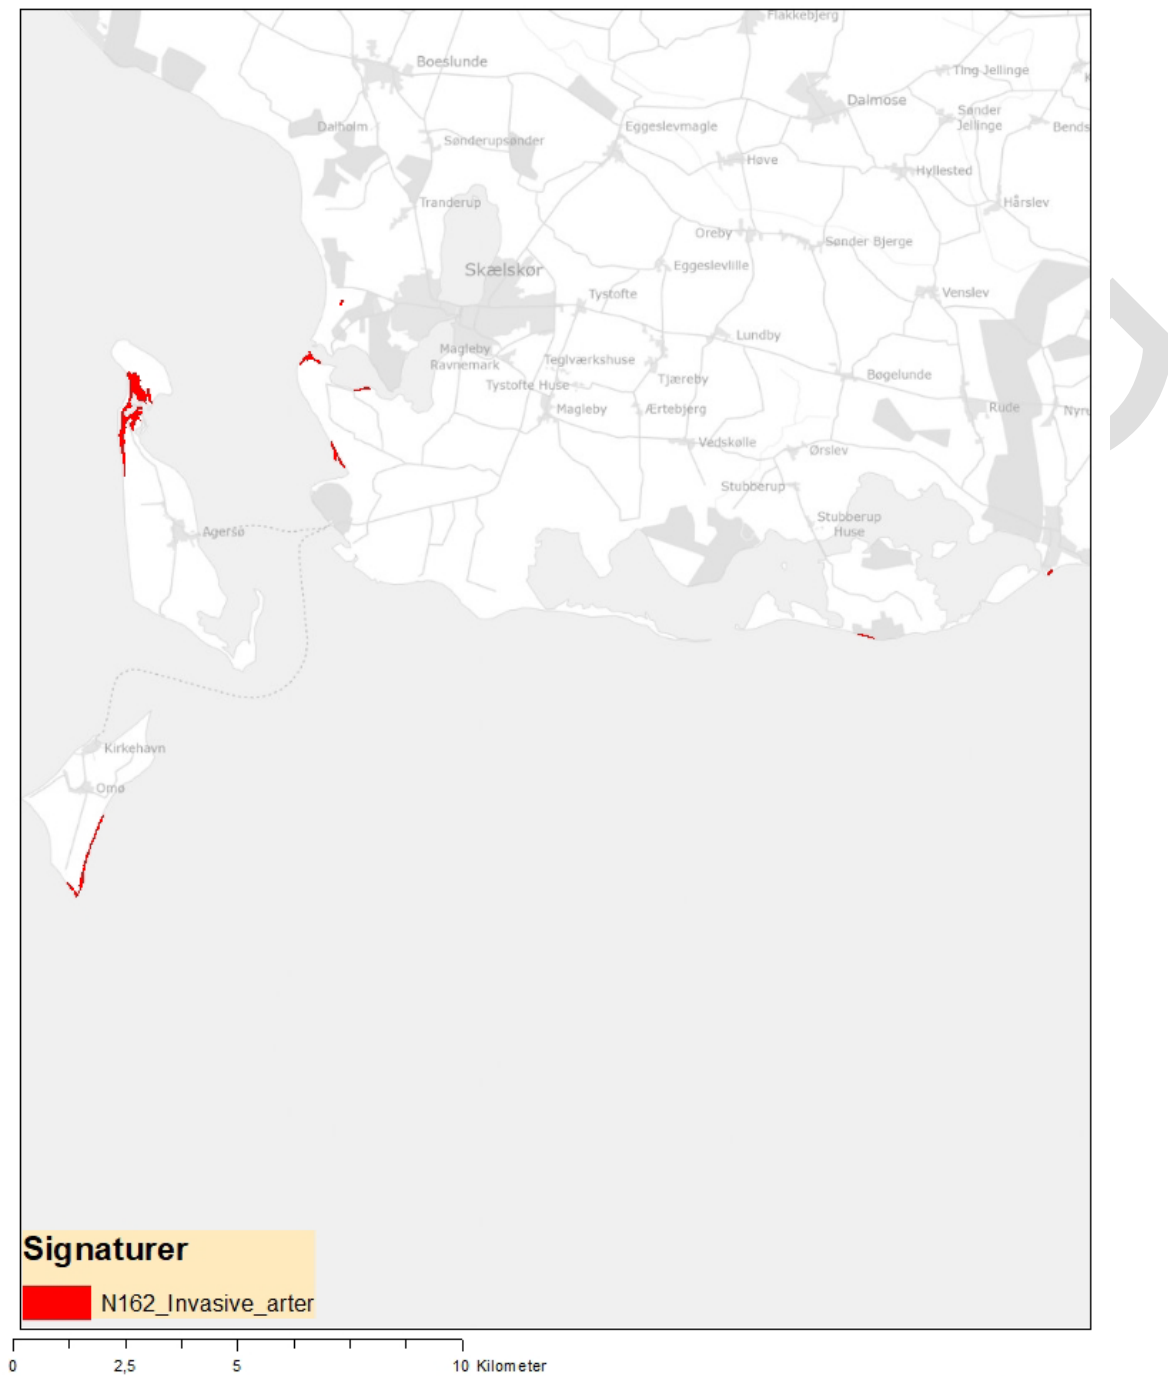 Flakkebjerg
Boeslunde
Ting Jellinge
Dalmose
Sønder
Jellinge
Bends
Dalholm
Eggeslevmagle
Sønderupsønder
Høve
Hyllested
Tranderup
Hårslev
Oreby
Sønder Bjerge
Skælskør
Eggeslevlille
Tystofte
Venslev
Lundby
Magleby
Ravnemark
Teglværkshuse
Tjæreby
Bøgelunde
Tystofte Huse
Magleby
Ærtebjerg
Rude
Nyru
Vedskølle
Ørslev
Stubberup
Stubberup
Huse
Agersø
Kirkehavn
Omø
Signaturer
N162_Invasive_arter
0 2,5 5 10 Kilometer